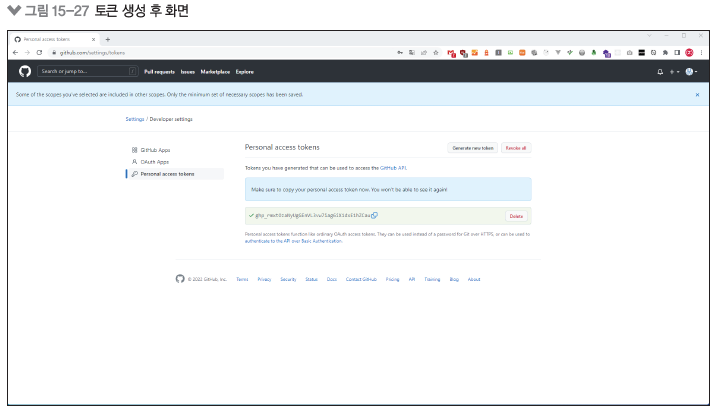 그림 15-27 토큰 생성 후 화면
Personal access tokens
github.com/settings/tokens
Search or jump to...
Pull requests Issues Marketplace Explore
Some of the scopes you've selected are included in other scopes. Only the minimum set of necessary scopes has been saved.
Settings / Developer settings
GitHub Apps
OAuth Apps
Personal access tokens
Personal access tokens
Generate new token
Revoke all
Tokens you have generated that can be used to access the GitHub API.
Make sure to copy your personal access token now. You won't be able to see it again!
Delete
Personal access tokens function like ordinary OAuth access tokens. They can be used instead of a password for Git over HTTPS, or can be used to
authenticate to the API over Basic Authentication.
© 2022 GitHub, Inc. Terms Privacy Security Status Docs Contact GitHub Pricing API Training Blog About